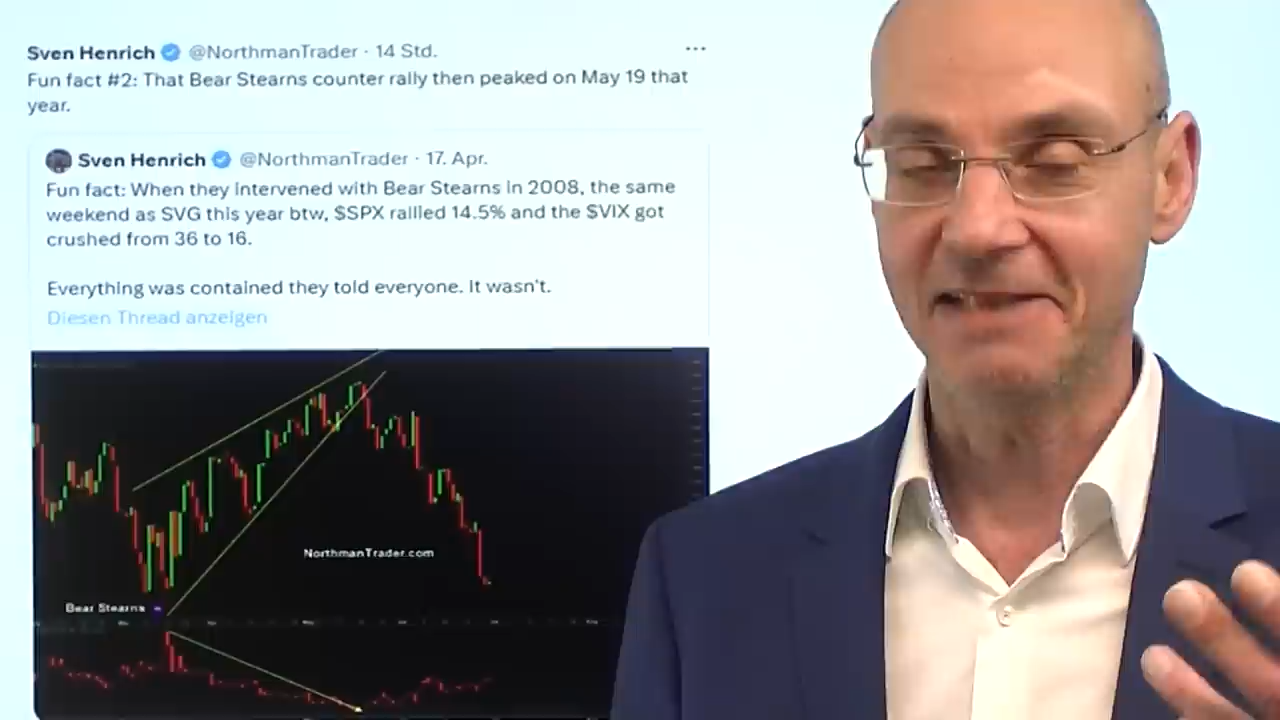 Sven Henrich @NorthmanTrader · 14 Std.
Fun fact #2: That Bear Stearns counter rally then peaked on May 19 that
year.
Sven Henrich @NorthmanTrader · 17. Apr.
Fun fact: When they intervened with Bear Stearns in 2008, the same
weekend as SVG this year btw, $SPX rallied 14.5% and the $VIX got
crushed from 36 to 16.
Everything was contained they told everyone. It wasn't.
Diesen Thread anzeigen
NorthmanTrader.com
Bear Stearns